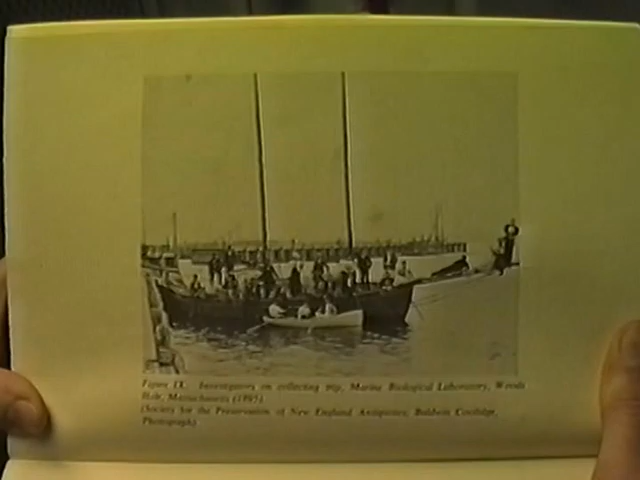 Figure IX. Investigators on collecting trip, Marine Biological Laboratory, Woods
Hole, Massachusetts (1895)
(Society for the Preservation of New England Antiquities, Baldwin Coolidge,
Photograph)